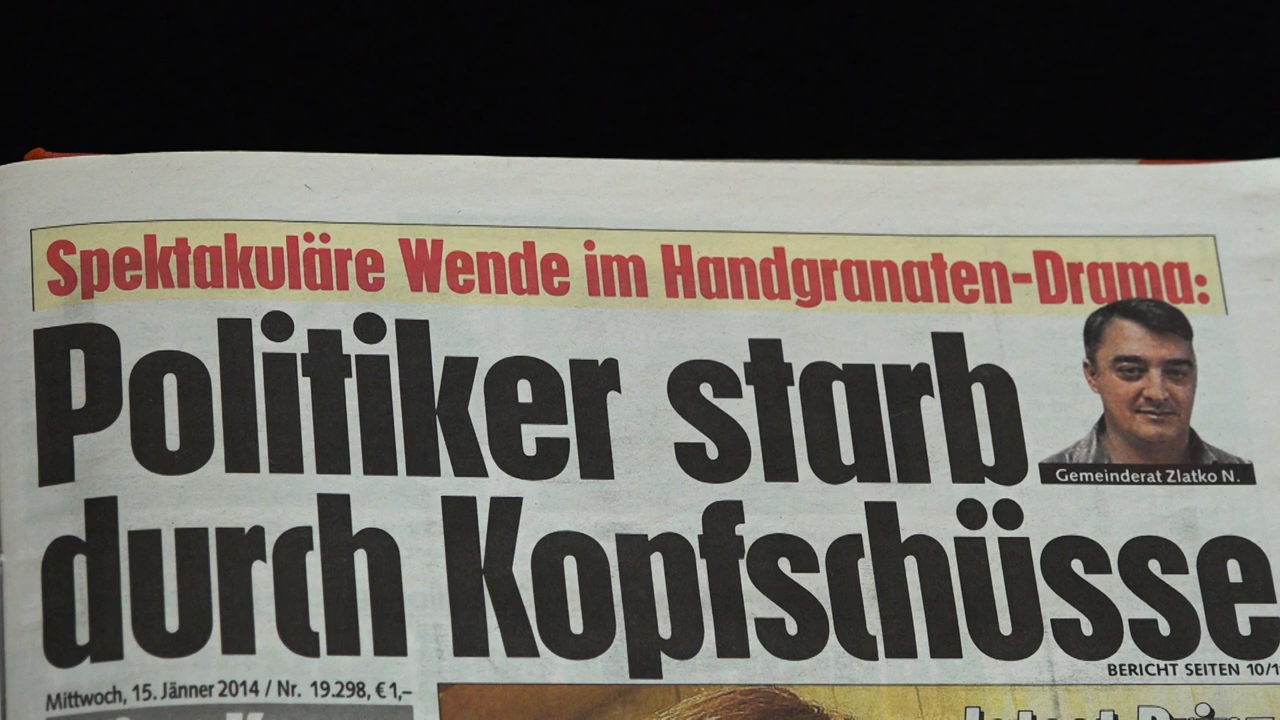 Spektakuläre Wende im Handgranaten-Drama:
Politiker starb
Gemeinderat Zlatko N.
durch Kopfschüsse
BERICHT SEITEN
Mittwoch, 15. Jänner 2014 / Nr. 19.298, € 1,–